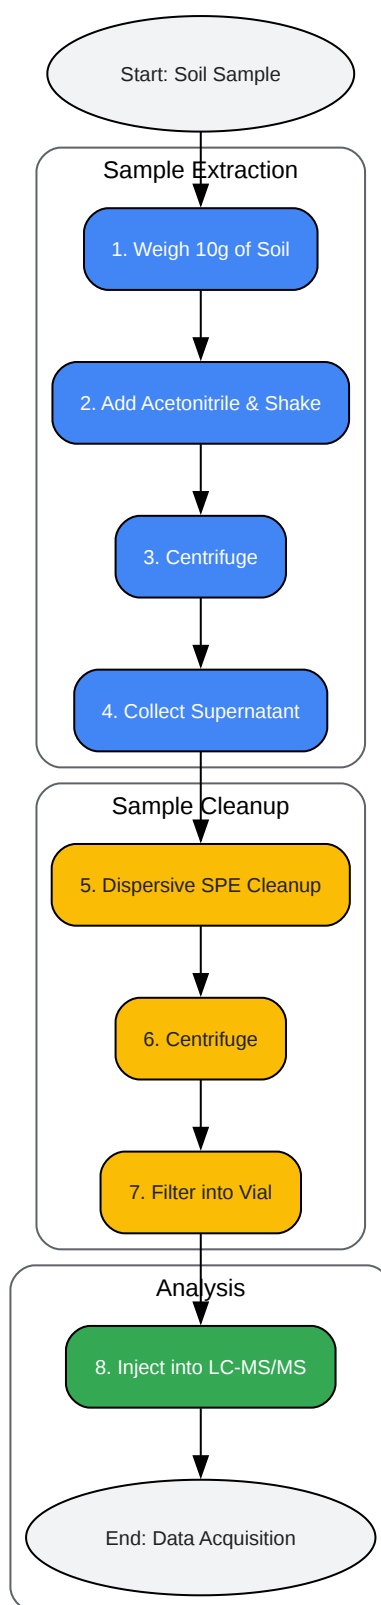 Start: Soil Sample
Sample Extraction
1. Weigh 10g of Soil
2. Add Acetonitrile & Shake
3. Centrifuge
4. Collect Supernatant
Sample Cleanup
5. Dispersive SPE Cleanup
6. Centrifuge
7. Filter into Vial
Analysis
8. Inject into LC-MS/MS
End: Data Acquisition